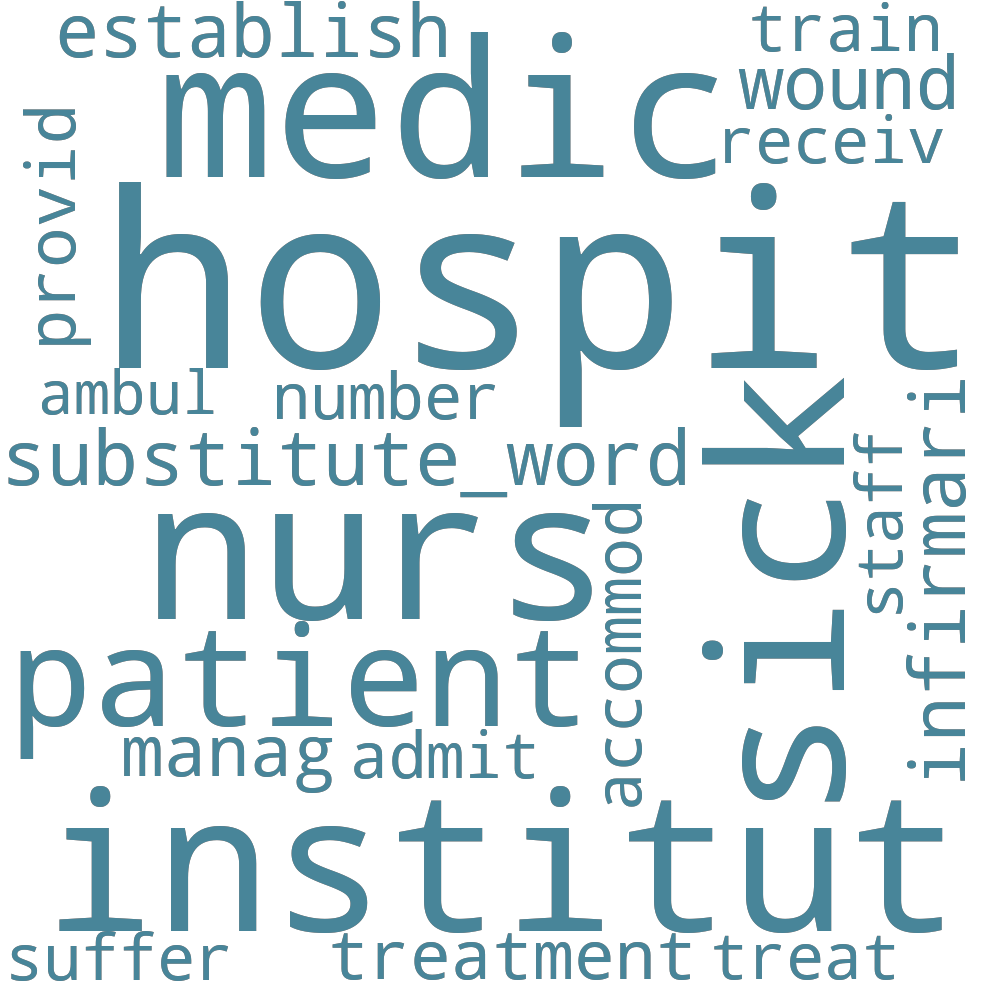 establish
train
medic
wound
receiv
provid
hospit
ambul
number
sick
infirmari
substitute_word
staff
nurs
accommod
patient
manag
admit
institut
suffer
treatment
treat